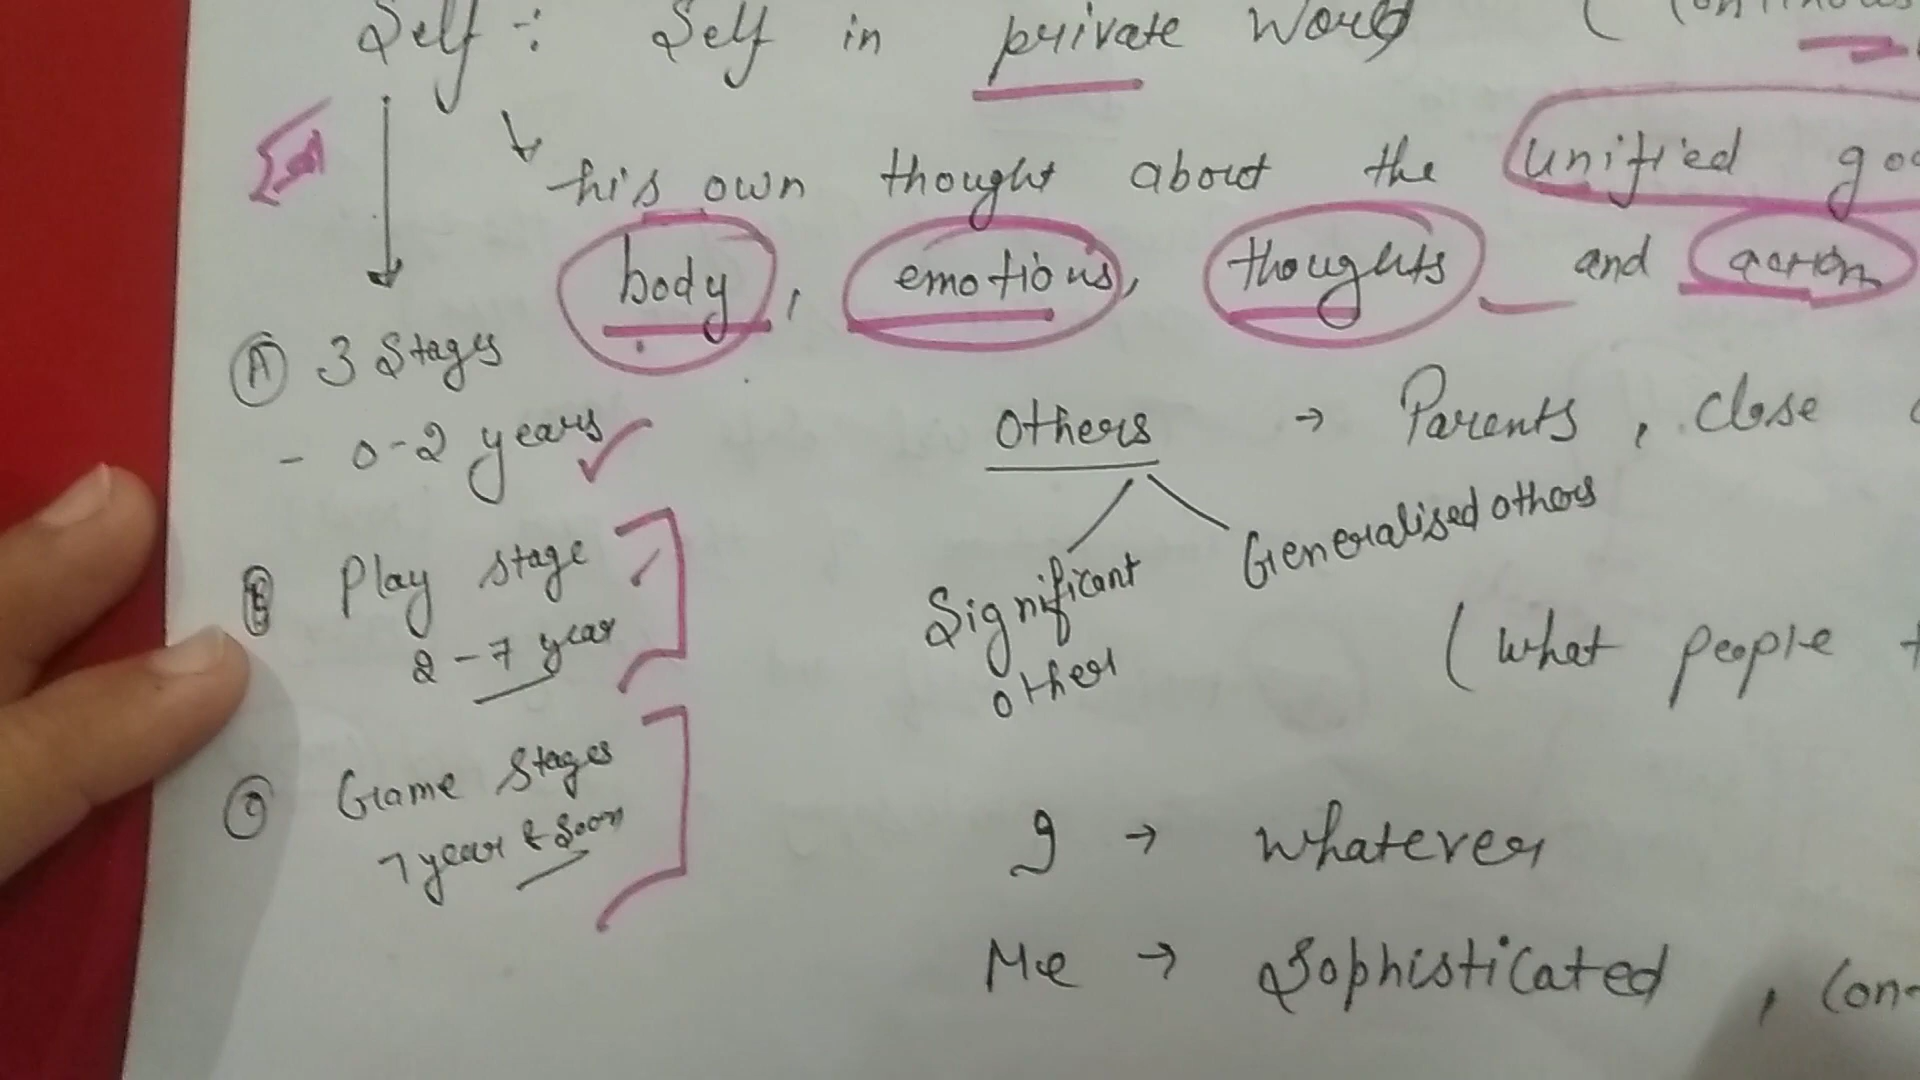 Self :- Self in private World
his own thought about the unified
body, emotions, thoughts and action
(A) 3 Stages
- 0-2 years
Others → Parents, Close
Significant other
Generalised others
(B) Play stage
2-7 year
(What people
Game Stages
7 year & soon
I → Whatever
Me → Sophisticated,